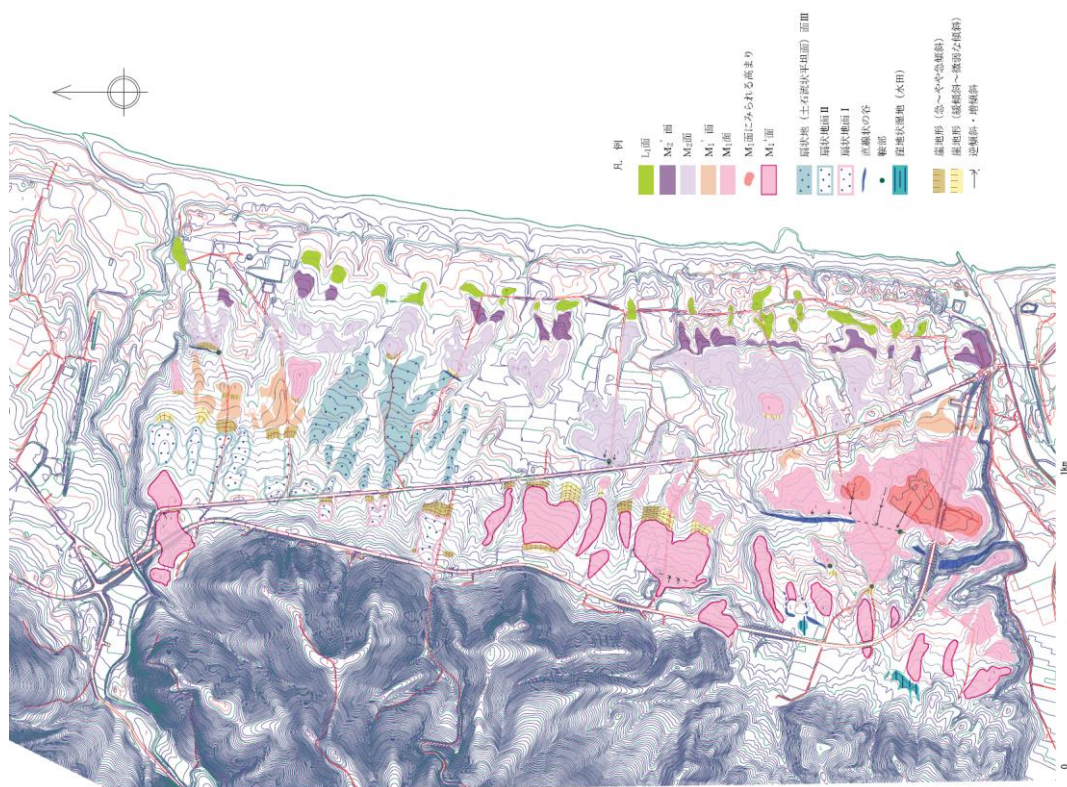 凡 例
L₁面
M₂'面
M₂面
M₁'面
M₁面
M₁面にみられる高まり
M₁'面
扇状地(土石流状平坦面)面Ⅲ
扇状地面Ⅱ
扇状地面Ⅰ
直線状の谷
鞍部
湿地(水田)
崖地形(急～やや急傾斜)
崖地形(緩傾斜～微弱な傾斜)
逆傾斜・増傾斜
0
1km